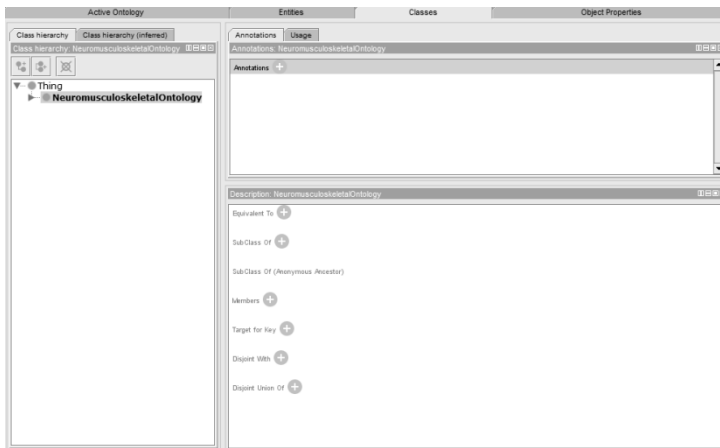 Active Ontology Entities Classes Object Properties
Class hierarchy Class hierarchy (inferred)
Class hierarchy: NeuromusculoskeletalOntology
Thing
NeuromusculoskeletalOntology
Annotations Usage
Annotations: NeuromusculoskeletalOntology
Annotations
Description: NeuromusculoskeletalOntology
Equivalent To
SubClass Of
SubClass Of (Anonymous Ancestor)
Members
Target for Key
Disjoint With
Disjoint Union Of